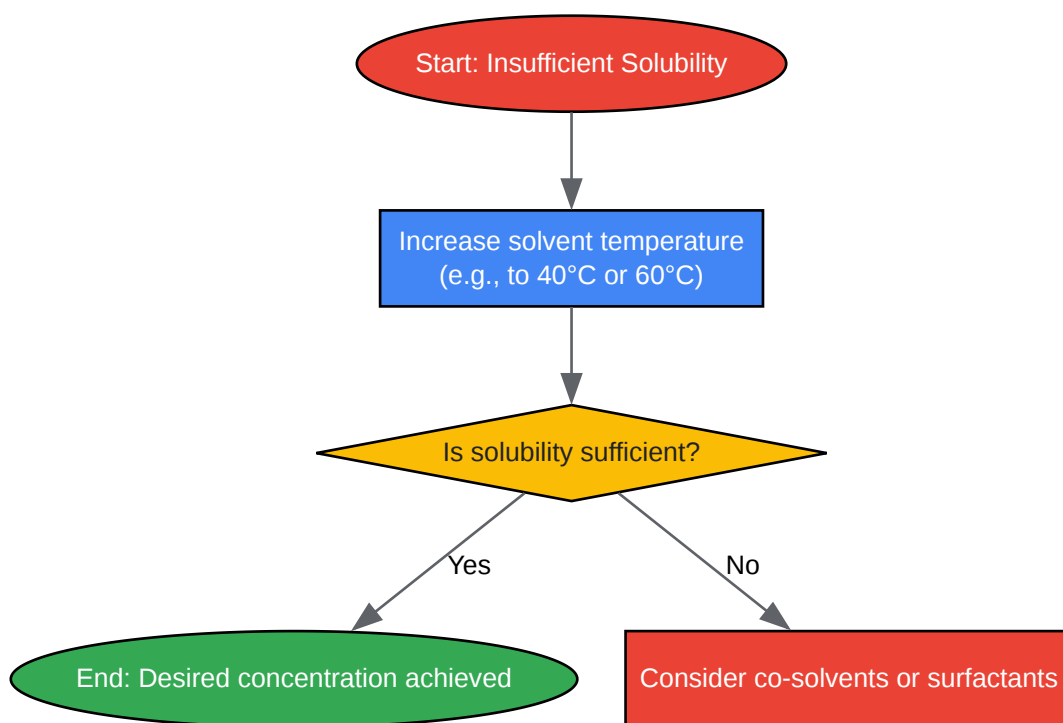 Start: Insufficient Solubility
Increase solvent temperature
(e.g., to 40°C or 60°C)
Is solubility sufficient?
Yes
No
End: Desired concentration achieved
Consider co-solvents or surfactants